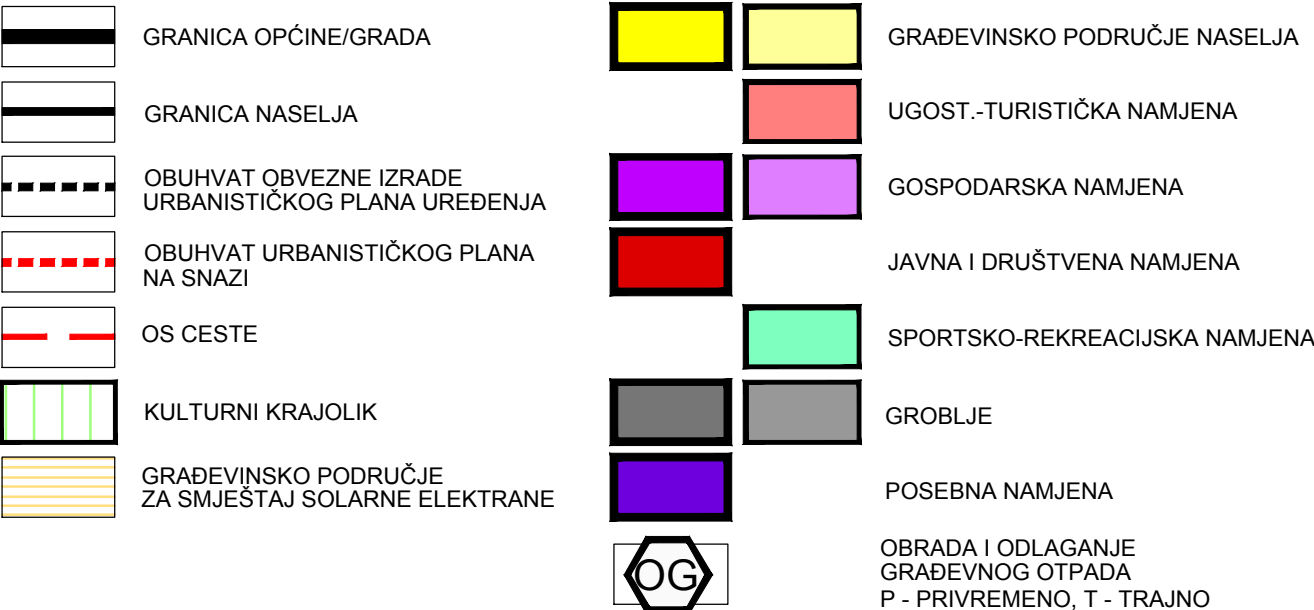 GRANICA OPĆINE/GRADA
GRANICA NASELJA
OBUHVAT OBVEZNE IZRADE
URBANISTIČKOG PLANA UREĐENJA
OBUHVAT URBANISTIČKOG PLANA
NA SNAZI
OS CESTE
KULTURNI KRAJOLIK
GRAĐEVINSKO PODRUČJE
ZA SMJEŠTAJ SOLARNE ELEKTRANE
GRAĐEVINSKO PODRUČJE NASELJA
UGOST.-TURISTIČKA NAMJENA
GOSPODARSKA NAMJENA
JAVNA I DRUŠTVENA NAMJENA
SPORTSKO-REKREACIJSKA NAMJENA
GROBLJE
POSEBNA NAMJENA
OG
OBRADA I ODLAGANJE
GRAĐEVNOG OTPADA
P - PRIVREMENO, T - TRAJNO